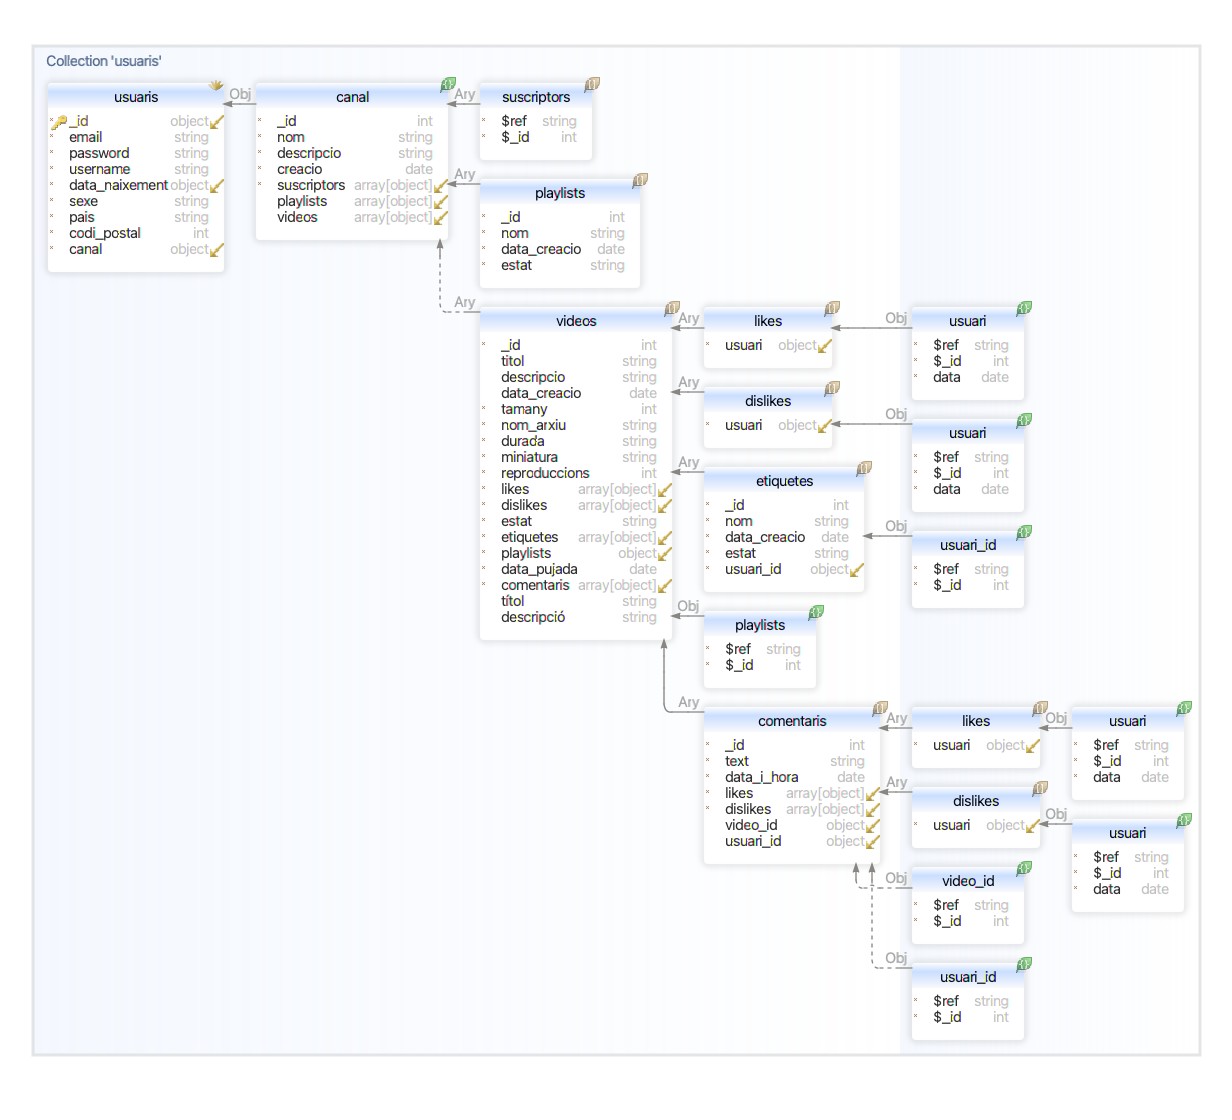 Collection 'usuaris'
usuaris
_id object
email string
password string
username string
data_naixement object
sexe string
pais string
codi_postal int
canal object
Obj
canal
_id int
nom string
descripcio string
creacio date
suscriptors array[object]
playlists array[object]
videos array[object]
Ary
suscriptors
$ref string
$_id int
Ary
playlists
_id int
nom string
data_creacio date
estat string
Ary
videos
_id int
titol string
descripcio string
data_creacio date
tamany int
nom_arxiu string
durada string
miniatura string
reproduccions int
likes array[object]
dislikes array[object]
estat string
etiquetes array[object]
playlists object
data_pujada date
comentaris array[object]
títol string
descripció string
Ary
likes
usuari object
Obj
usuari
$ref string
$_id int
data date
Ary
dislikes
usuari object
Obj
usuari
$ref string
$_id int
data date
Ary
etiquetes
_id int
nom string
data_creacio date
estat string
usuari_id object
Obj
usuari_id
$ref string
$_id int
Obj
playlists
$ref string
$_id int
Ary
comentaris
_id int
text string
data_i_hora date
likes array[object]
dislikes array[object]
video_id object
usuari_id object
Ary
likes
usuari object
Obj
usuari
$ref string
$_id int
data date
Ary
dislikes
usuari object
Obj
usuari
$ref string
$_id int
data date
Obj
video_id
$ref string
$_id int
Obj
usuari_id
$ref string
$_id int